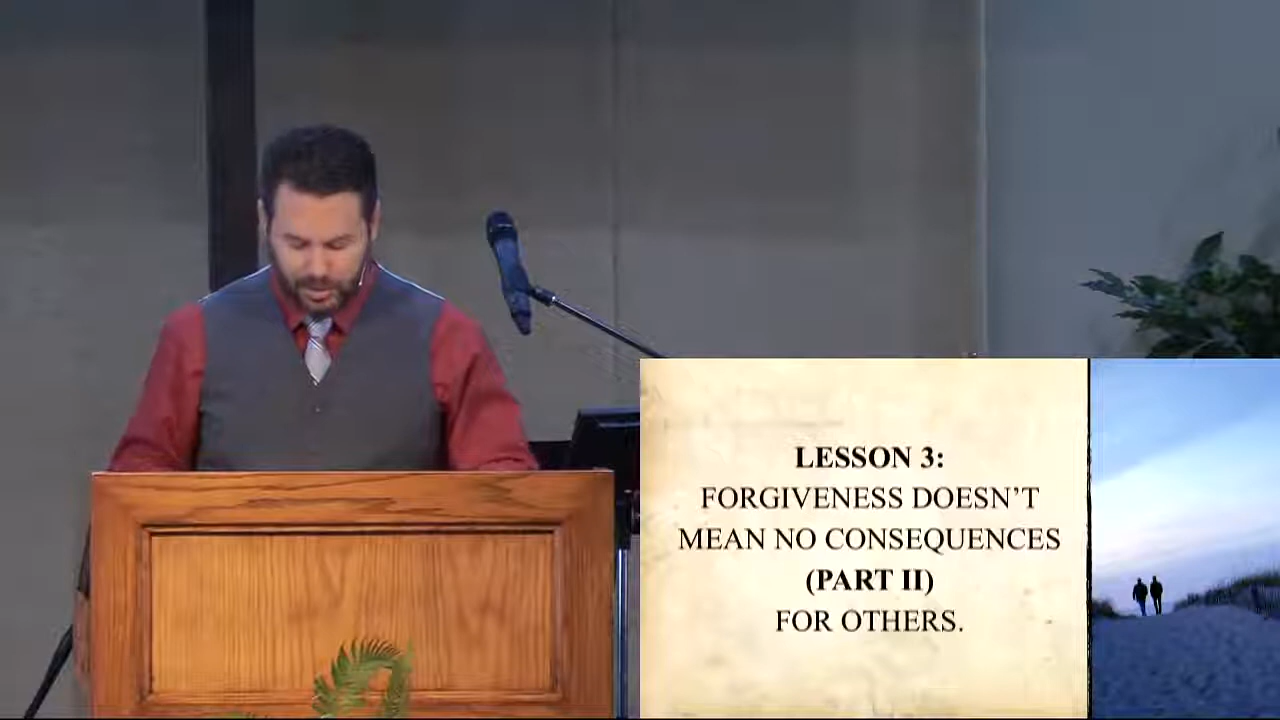 LESSON 3:
FORGIVENESS DOESN'T
MEAN NO CONSEQUENCES
(PART II)
FOR OTHERS.